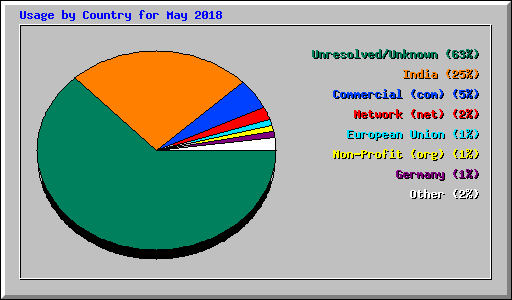 Usage by Country for May 2018
Unresolved/Unknown (63%)
India (25%)
Commercial (com) (5%)
Network (net) (2%)
European Union (1%)
Non-Profit (org) (1%)
Germany (1%)
Other (2%)